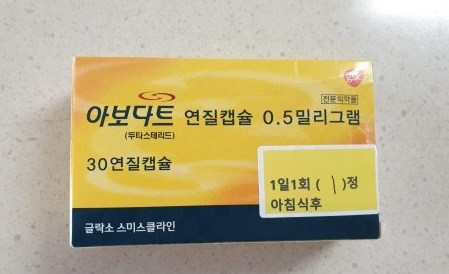 전문의약품
아보다트 연질캡슐 0.5밀리그램
(두타스테리드)
30연질캡슐
1일1회 ( | )정
아침식후
글락소 스미스클라인